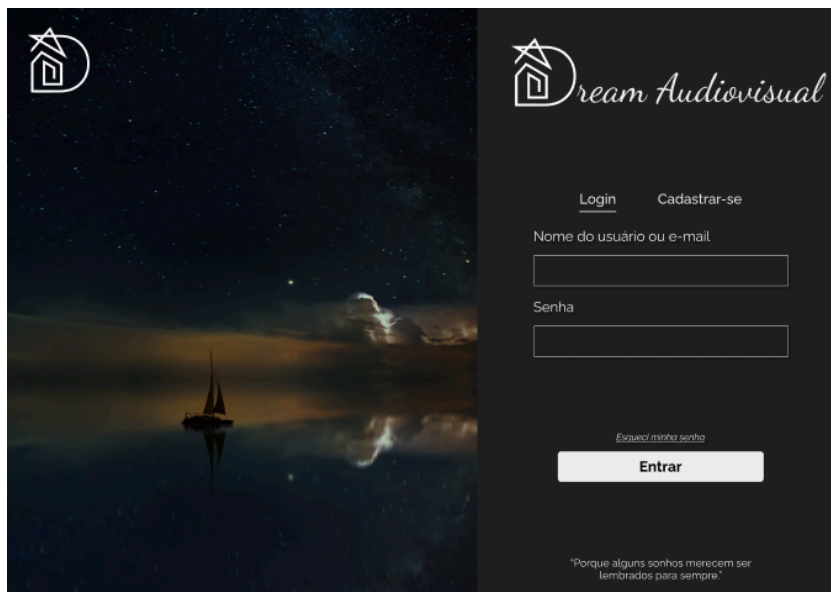 Dream Audiovisual
Login Cadastrar-se
Nome do usuário ou e-mail
Senha
Esqueci minha senha
Entrar
"Porque alguns sonhos merecem ser
lembrados para sempre."